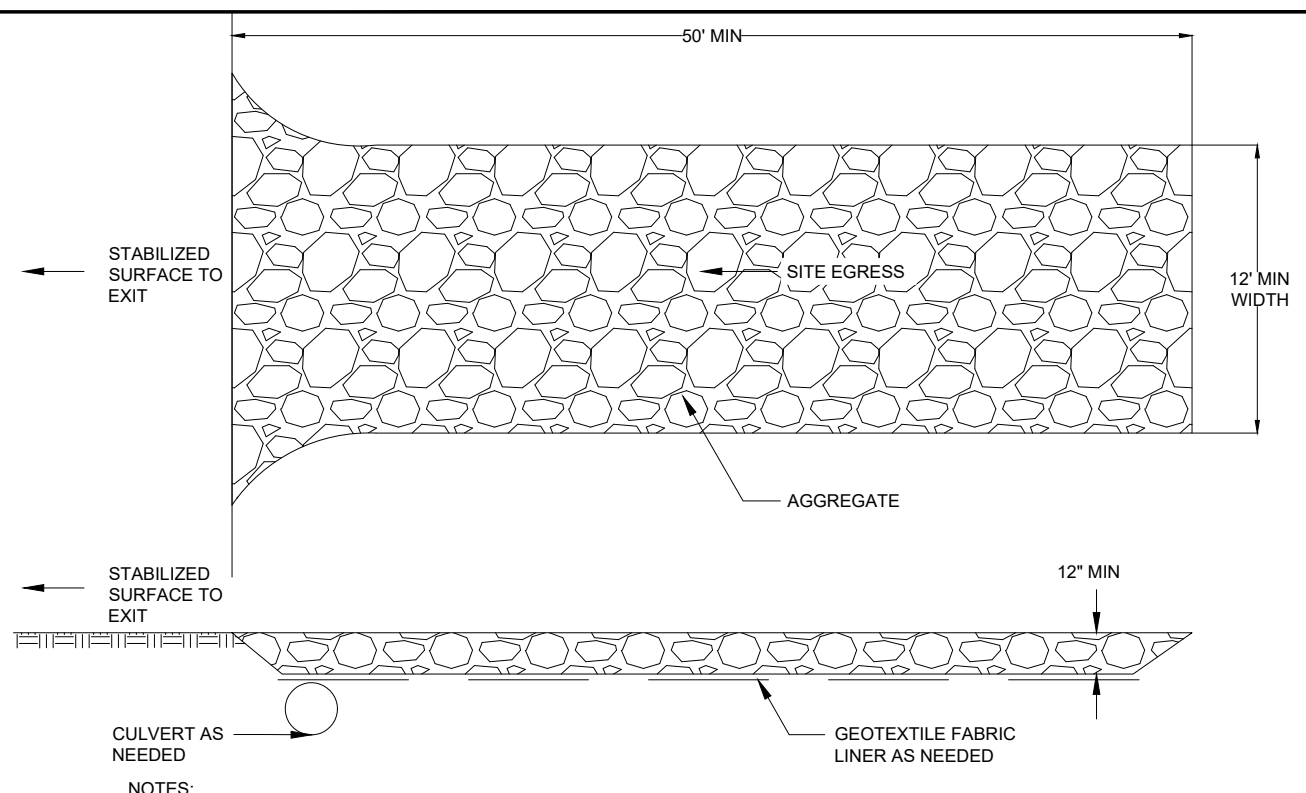 50' MIN
STABILIZED
SURFACE TO
EXIT
SITE EGRESS
12' MIN
WIDTH
AGGREGATE
STABILIZED
SURFACE TO
EXIT
12" MIN
CULVERT AS
NEEDED
GEOTEXTILE FABRIC
LINER AS NEEDED
NOTES: